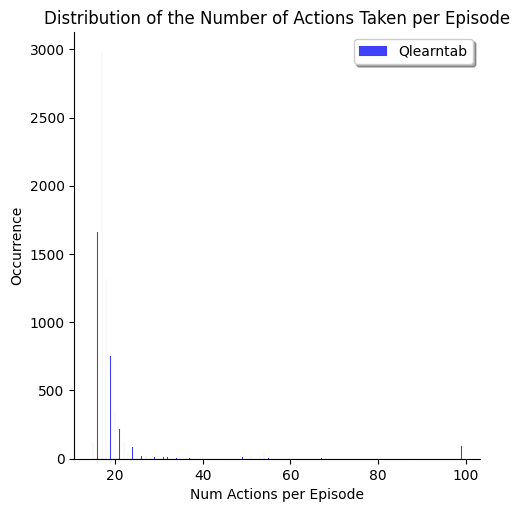 Distribution of the Number of Actions Taken per Episode
Qlearntab
3000
2500
2000
1500
1000
500
0
Occurrence
20 40 60 80 100
Num Actions per Episode